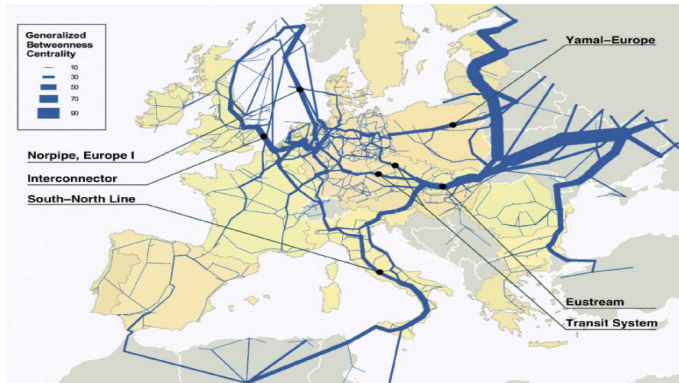 Generalized
Betweenness
Centrality
10
30
50
70
90
Yamal–Europe
Norpipe, Europe I
Interconnector
South–North Line
Eustream
Transit System